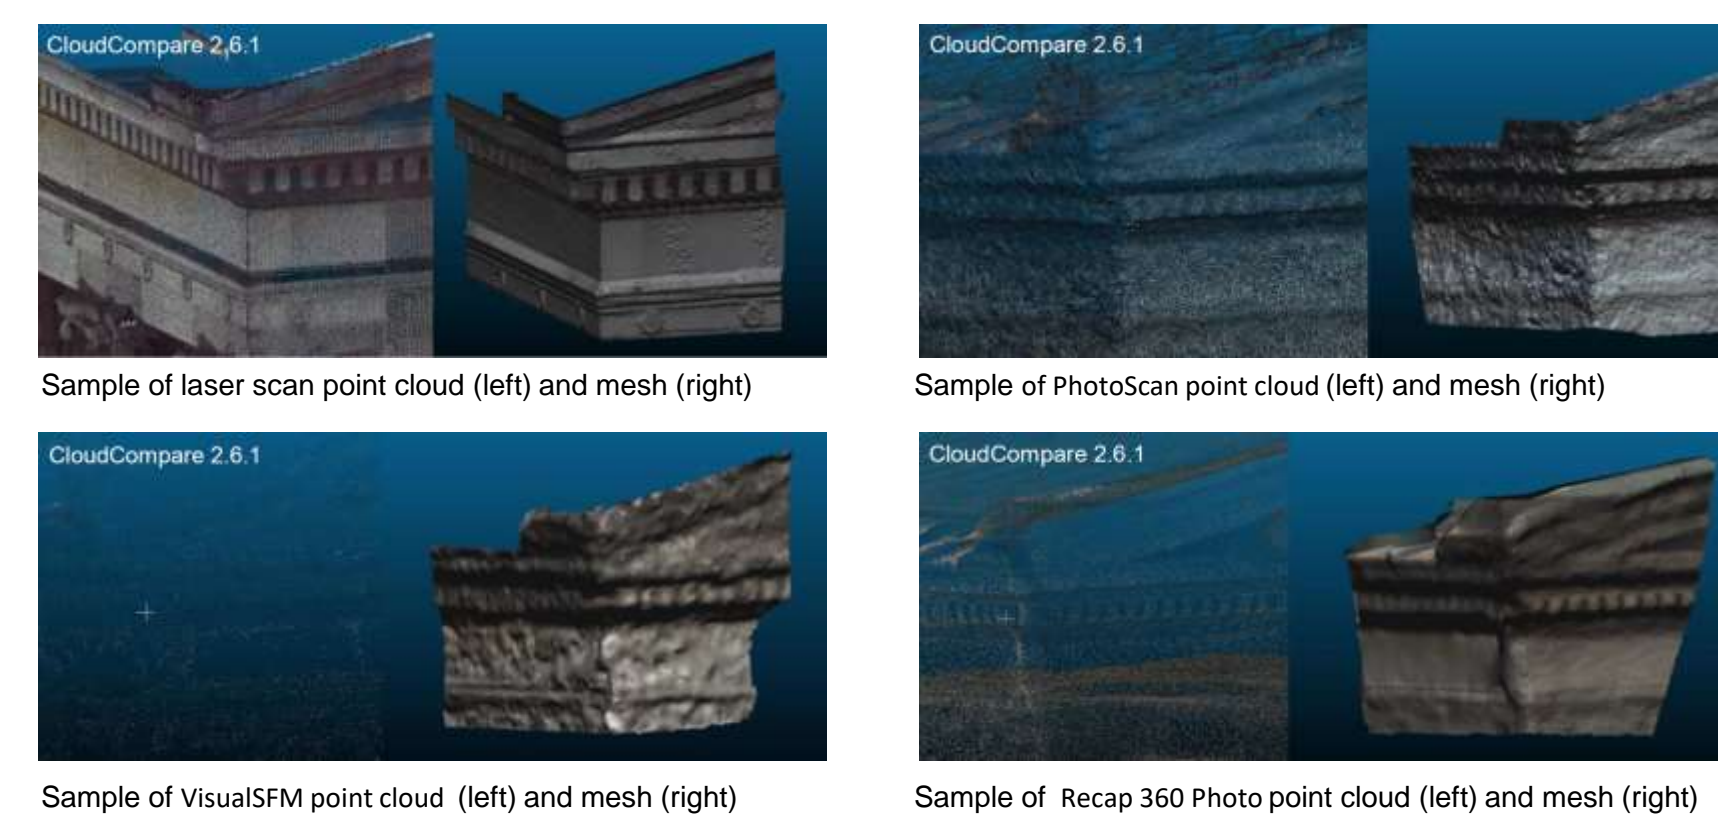 CloudCompare 2.6.1
Sample of laser scan point cloud (left) and mesh (right)
CloudCompare 2.6.1
Sample of PhotoScan point cloud (left) and mesh (right)
CloudCompare 2.6.1
Sample of VisualSFM point cloud (left) and mesh (right)
CloudCompare 2.6.1
Sample of Recap 360 Photo point cloud (left) and mesh (right)